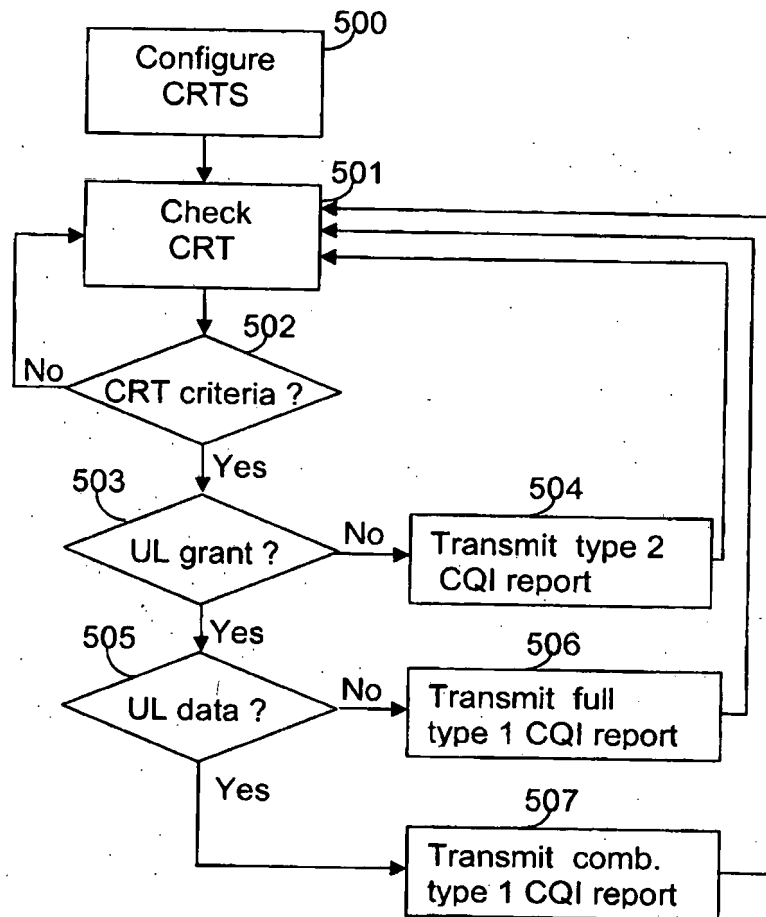 500
Configure
CRTS
501
Check
CRT
502
No
CRT criteria ?
Yes
503
504
UL grant ?
No
Transmit type 2
CQI report
Yes
505
506
UL data ?
No
Transmit full
type 1 CQI report
Yes
507
Transmit comb.
type 1 CQI report